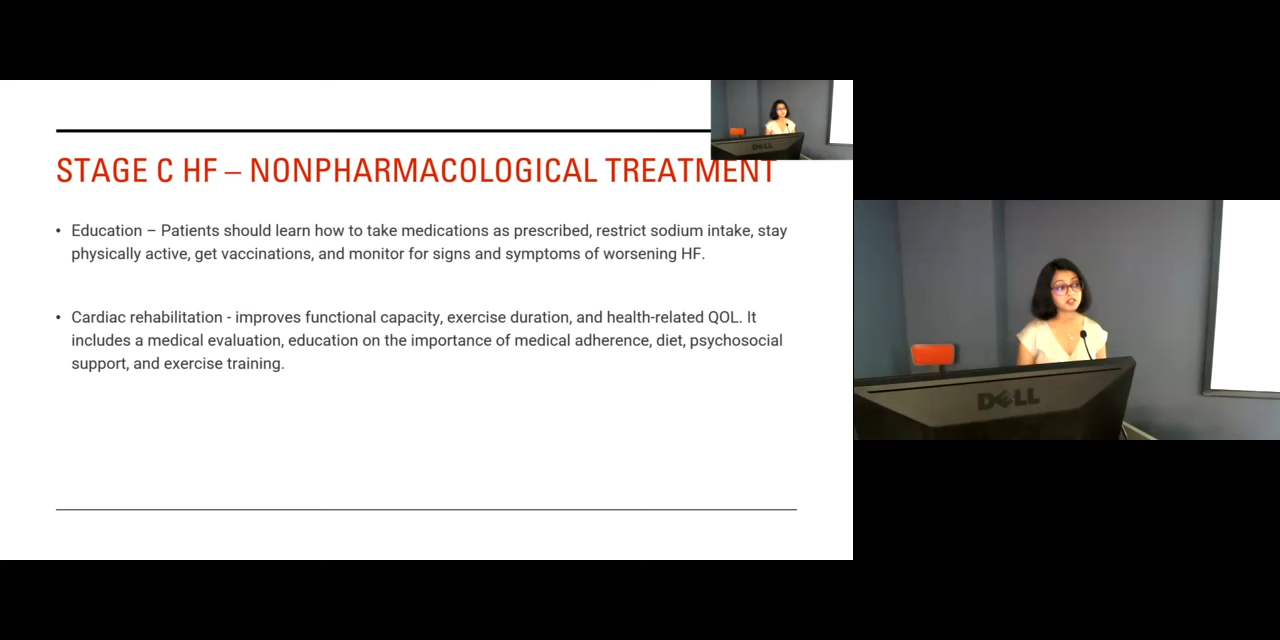 STAGE C HF – NONPHARMACOLOGICAL TREATMENT
• Education – Patients should learn how to take medications as prescribed, restrict sodium intake, stay
physically active, get vaccinations, and monitor for signs and symptoms of worsening HF.
• Cardiac rehabilitation - improves functional capacity, exercise duration, and health-related QOL. It
includes a medical evaluation, education on the importance of medical adherence, diet, psychosocial
support, and exercise training.
DELL
DELL